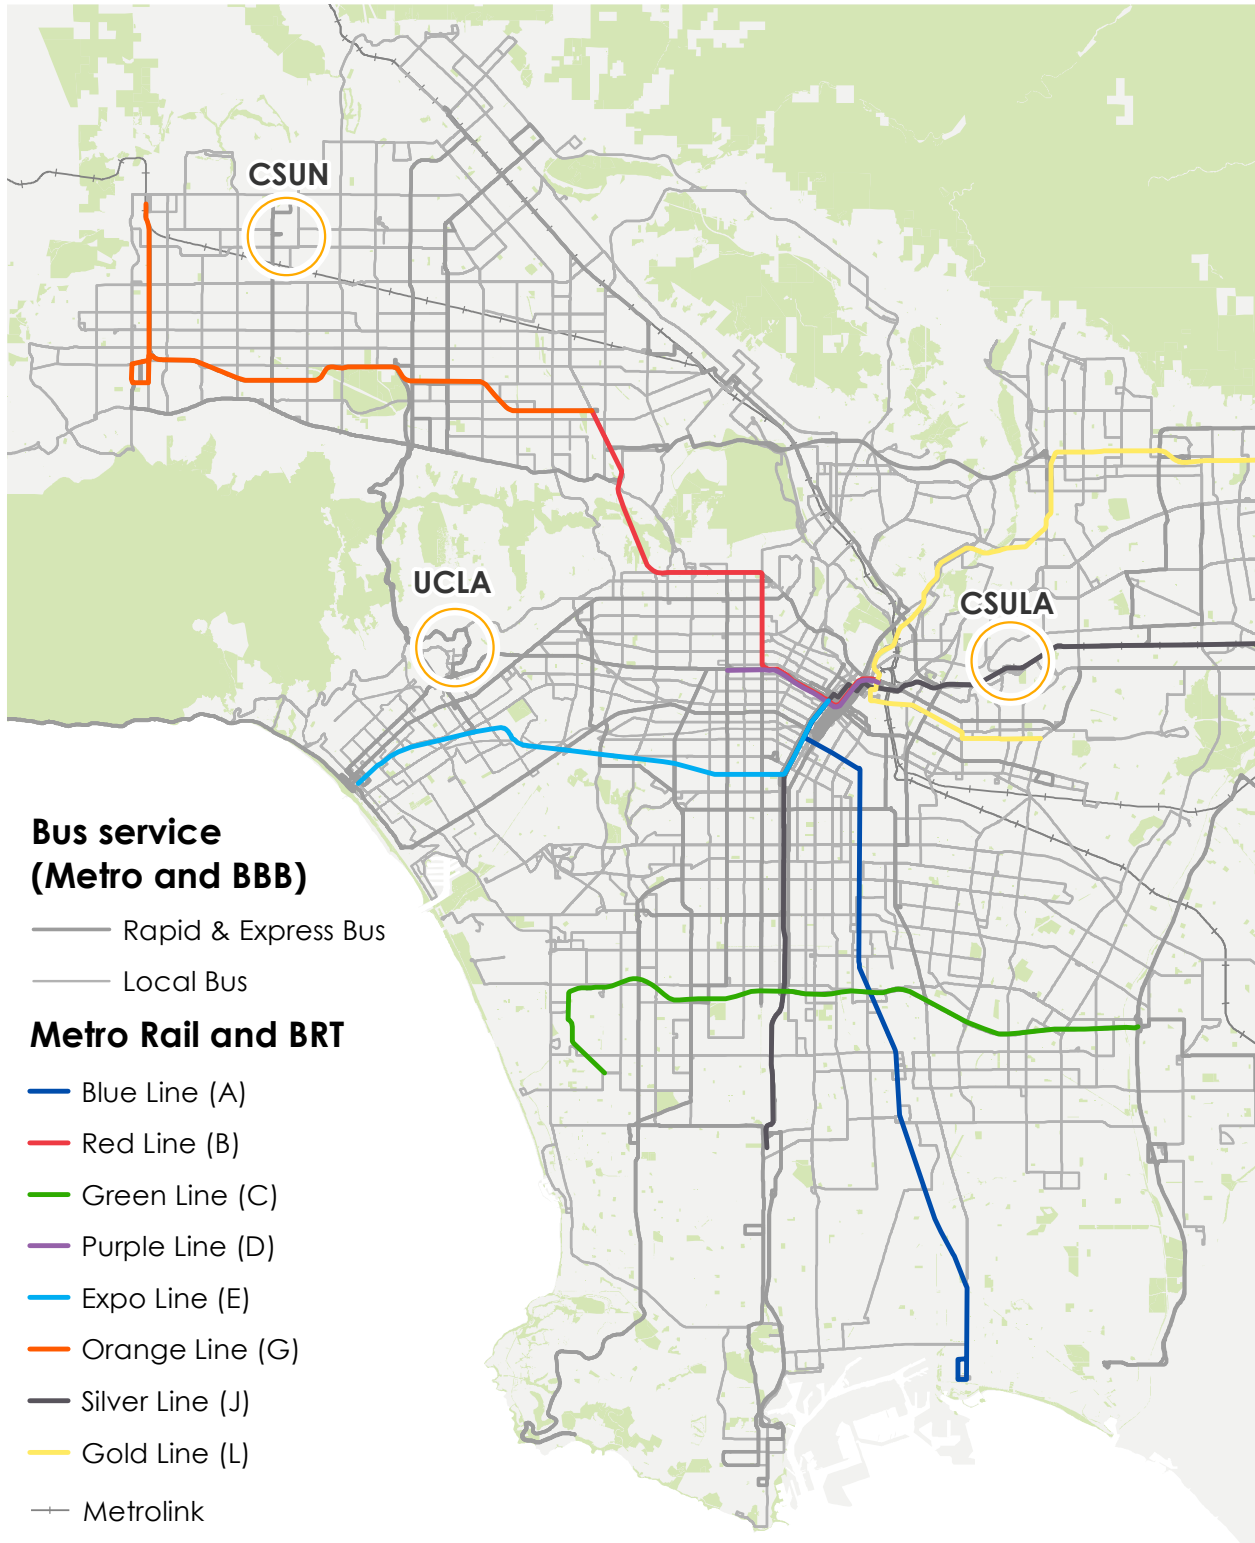 CSUN
UCLA
CSULA
Bus service
(Metro and BBB)
Rapid & Express Bus
Local Bus
Metro Rail and BRT
Blue Line (A)
Red Line (B)
Green Line (C)
Purple Line (D)
Expo Line (E)
Orange Line (G)
Silver Line (J)
Gold Line (L)
Metrolink